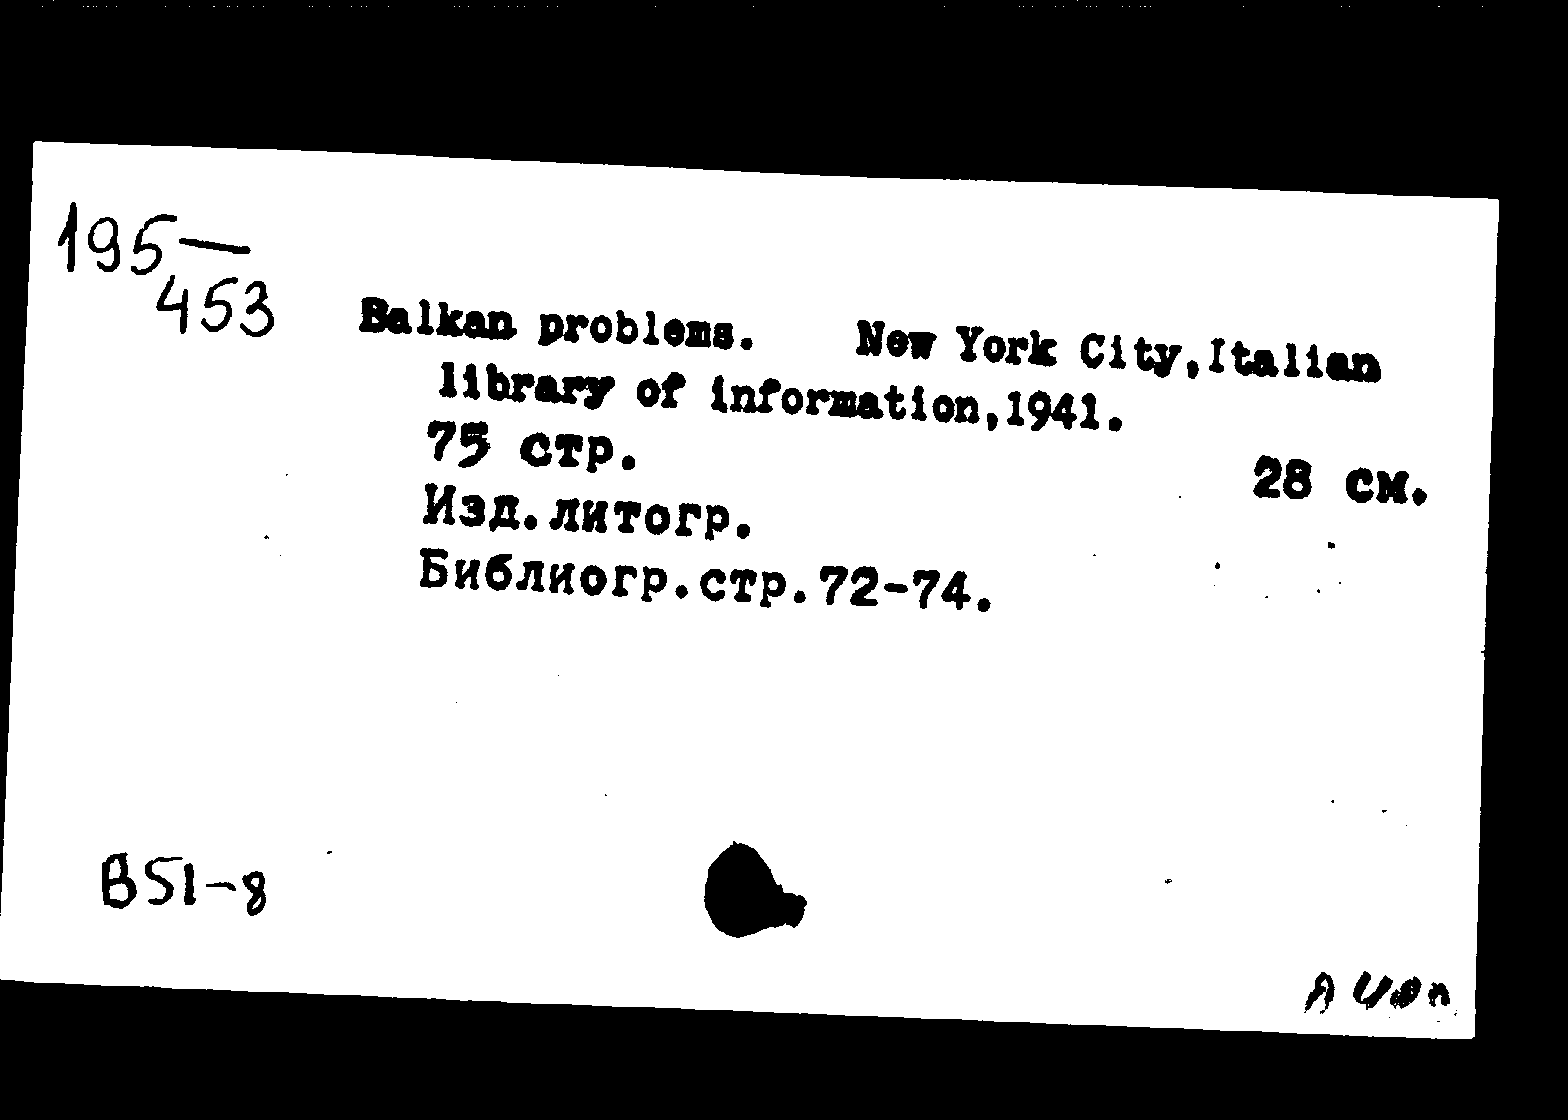 195—
453
Balkan problems. New York City,Italian
library of information,1941.
75 стр. 28 см.
Изд.литогр.
Библиогр.стр.72-74.
B51-8